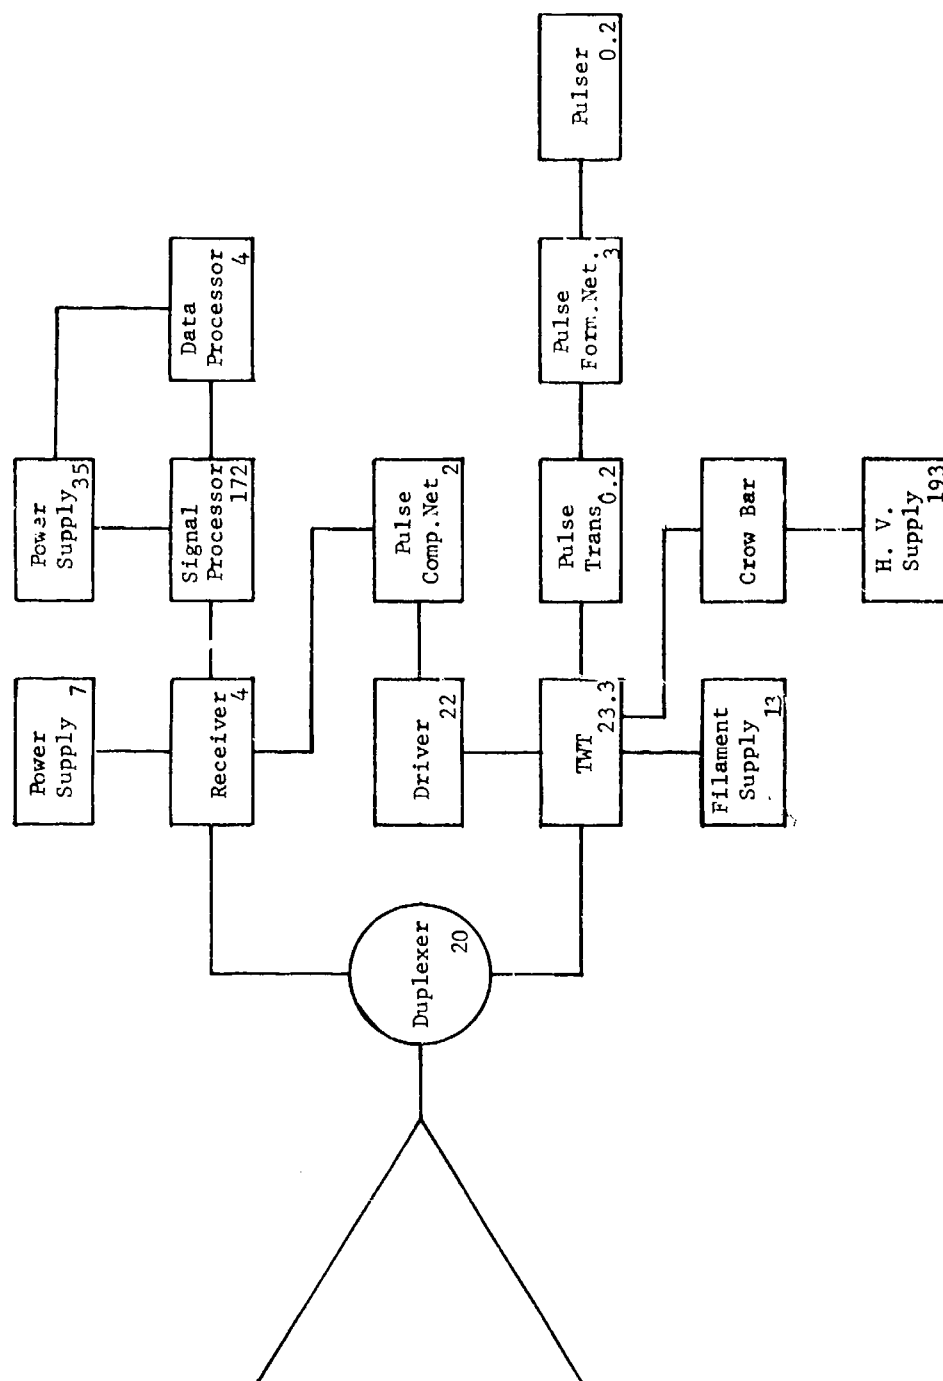 Power
Supply
7
Power
Supply
35
Receiver
4
Signal
Processor
172
Data
Processor
4
Duplexer
20
Driver
22
Pulse
Comp.Net
2
TWT
23.3
Pulse
Trans
0.2
Pulse
Form.Net.
3
Pulser
0.2
Filament
Supply
13
Crow Bar
H. V.
Supply
193